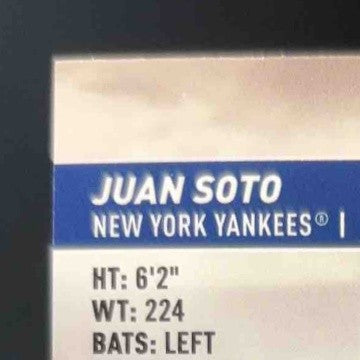 JUAN SOTO
NEW YORK YANKEES® |
HT: 6'2"
WT: 224
BATS: LEFT